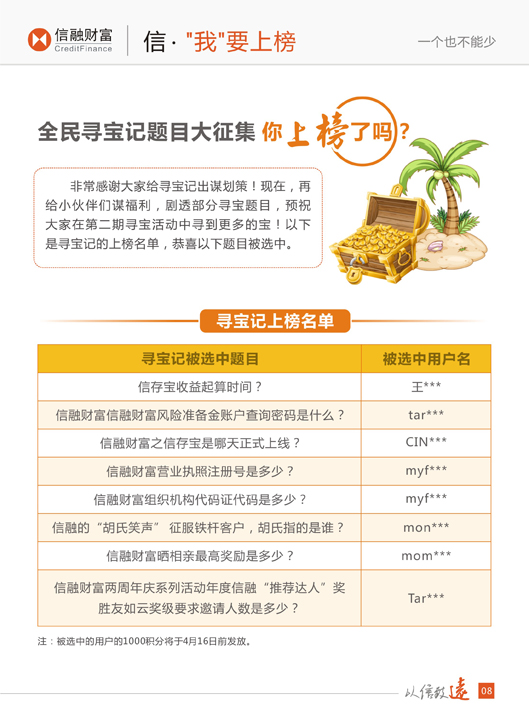 信融财富
CreditFinance
信·"我"要上榜
一个也不能少
全民寻宝记题目大征集 你上榜了吗？
非常感谢大家给寻宝记出谋划策！现在，再
给小伙伴们谋福利，剧透部分寻宝题目，预祝
大家在第二期寻宝活动中寻到更多的宝！以下
是寻宝记的上榜名单，恭喜以下题目被选中。
寻宝记上榜名单
寻宝记被选中题目 被选中用户名
信存宝收益起算时间？ 王***
信融财富信融财富风险准备金账户查询密码是什么？ tar***
信融财富之信存宝是哪天正式上线？ CIN***
信融财富营业执照注册号是多少？ myf***
信融财富组织机构代码证代码是多少？ myf***
信融的“胡氏笑声” 征服铁杆客户，胡氏指的是谁？ mon***
信融财富晒相亲最高奖励是多少？ mom***
信融财富两周年庆系列活动年度信融“推荐达人”奖
胜友如云奖级要求邀请人数是多少？ Tar***
注：被选中的用户的1000积分将于4月16日前发放。
以信致远 08